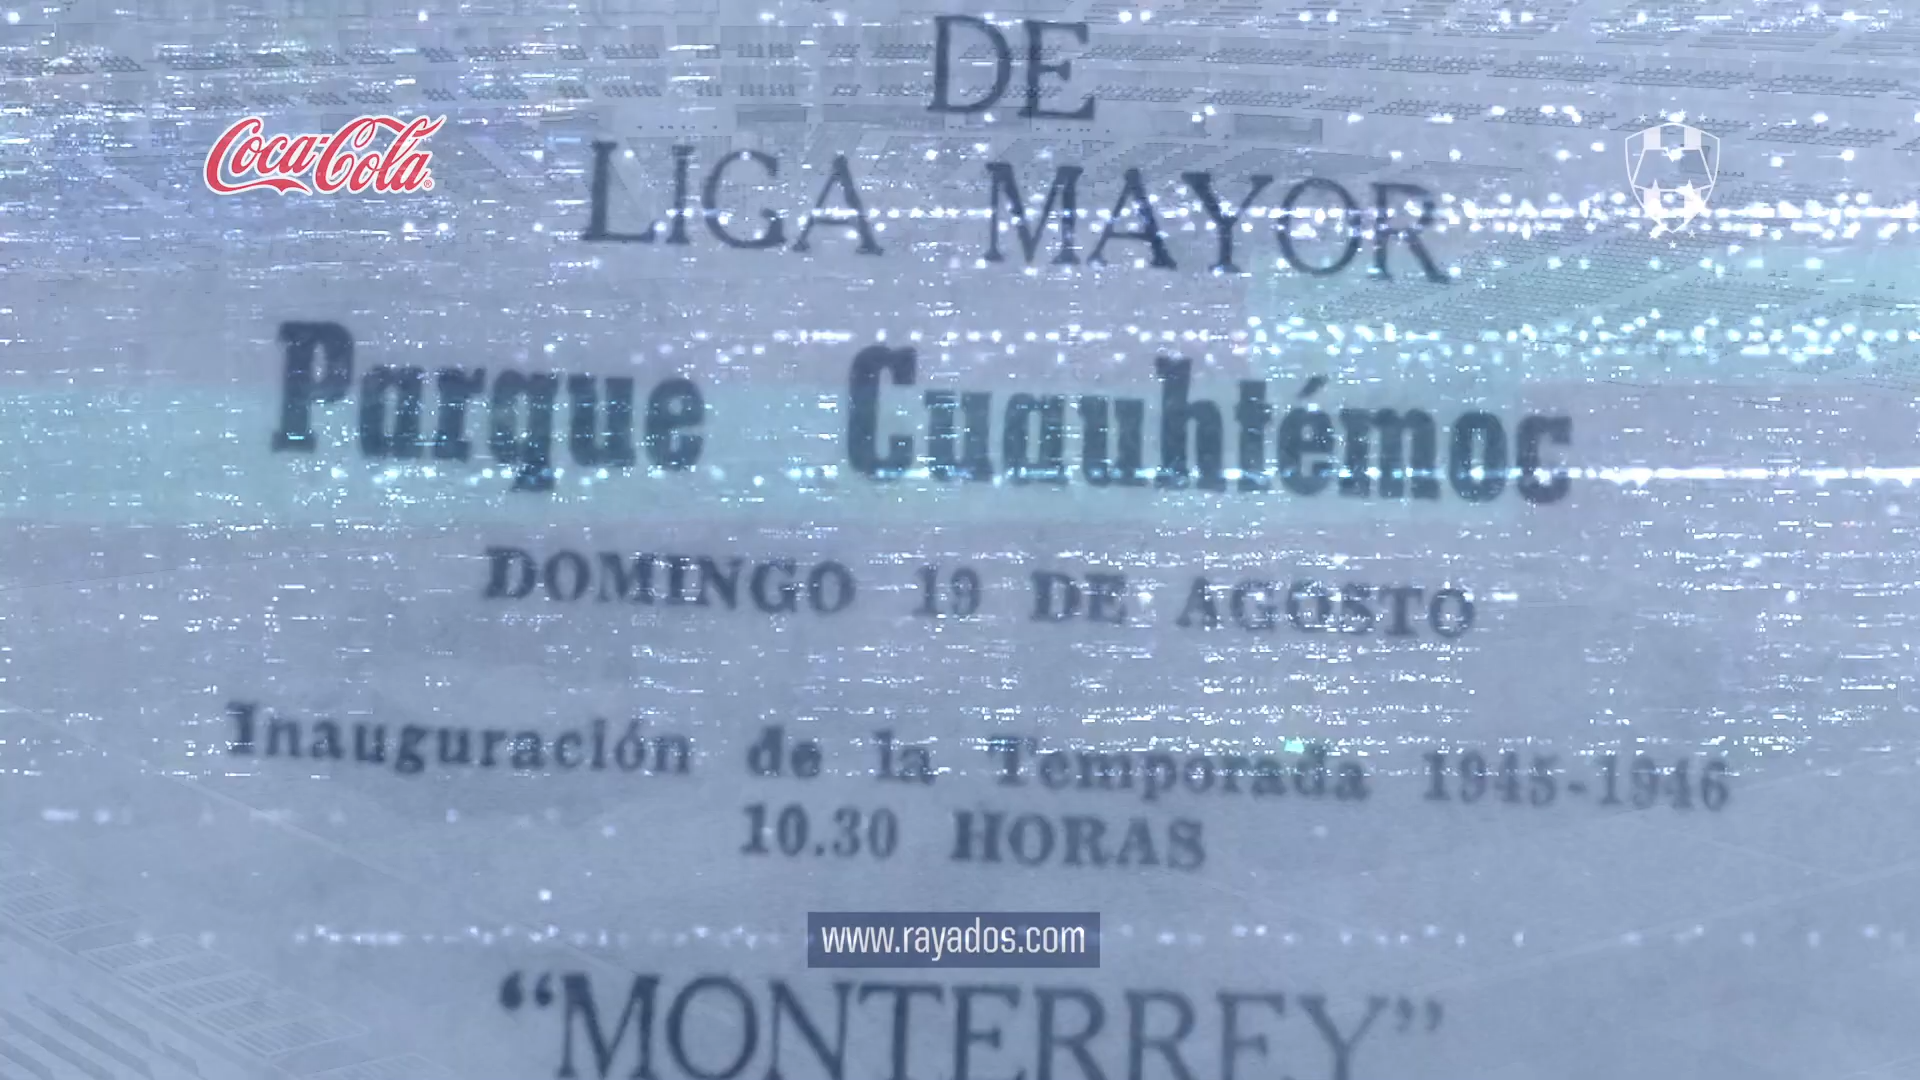 DE
Coca-Cola
LIGA MAYOR
Parque Cuauhtémoc
DOMINGO 19 DE AGOSTO
Inauguración de la Temporada 1945-1946
10.30 HORAS
www.rayados.com
"MONTERREY"